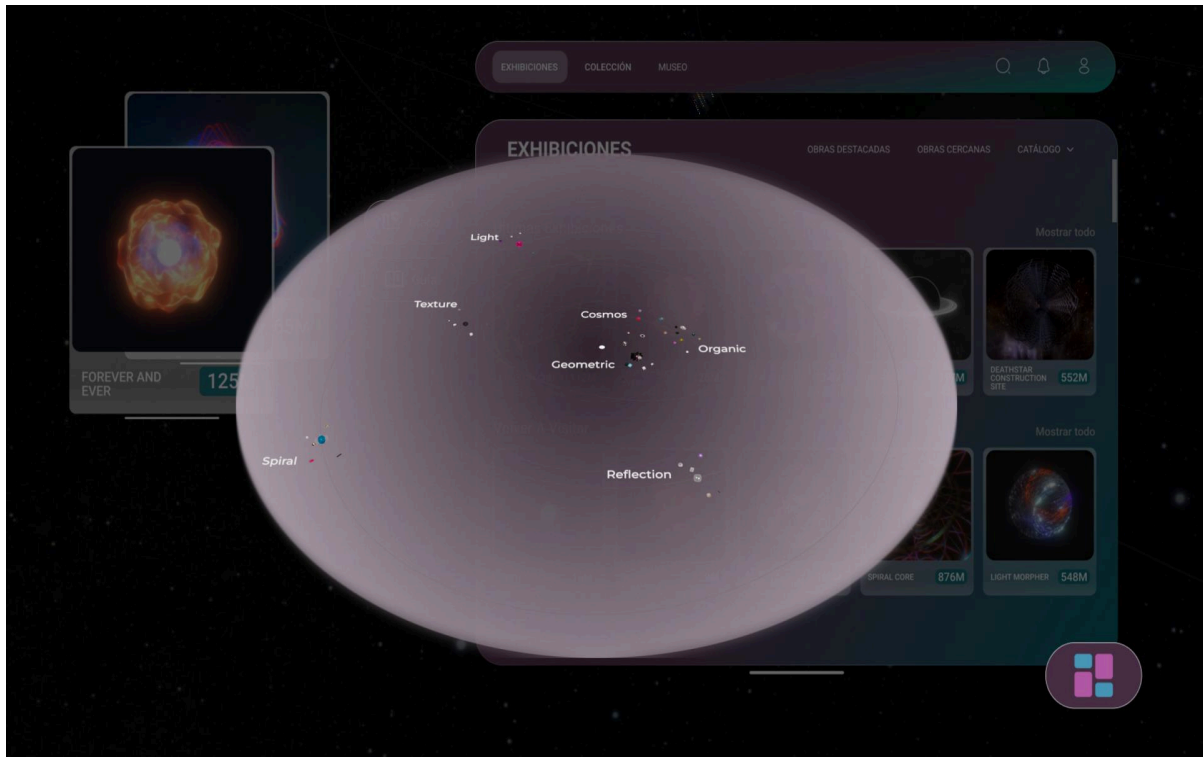 EXHIBICIONES COLECCIÓN MUSEO
EXHIBICIONES
OBRAS DESTACADAS OBRAS CERCANAS CATÁLOGO
Mostrar todo
Light
Texture
Cosmos
Organic
Geometric
FOREVER AND
EVER
125
DEATHSTAR
CONSTRUCTION
SITE
552M
Mostrar todo
Spiral
Reflection
SPIRAL CORE 876M
LIGHT MORPHER 548M